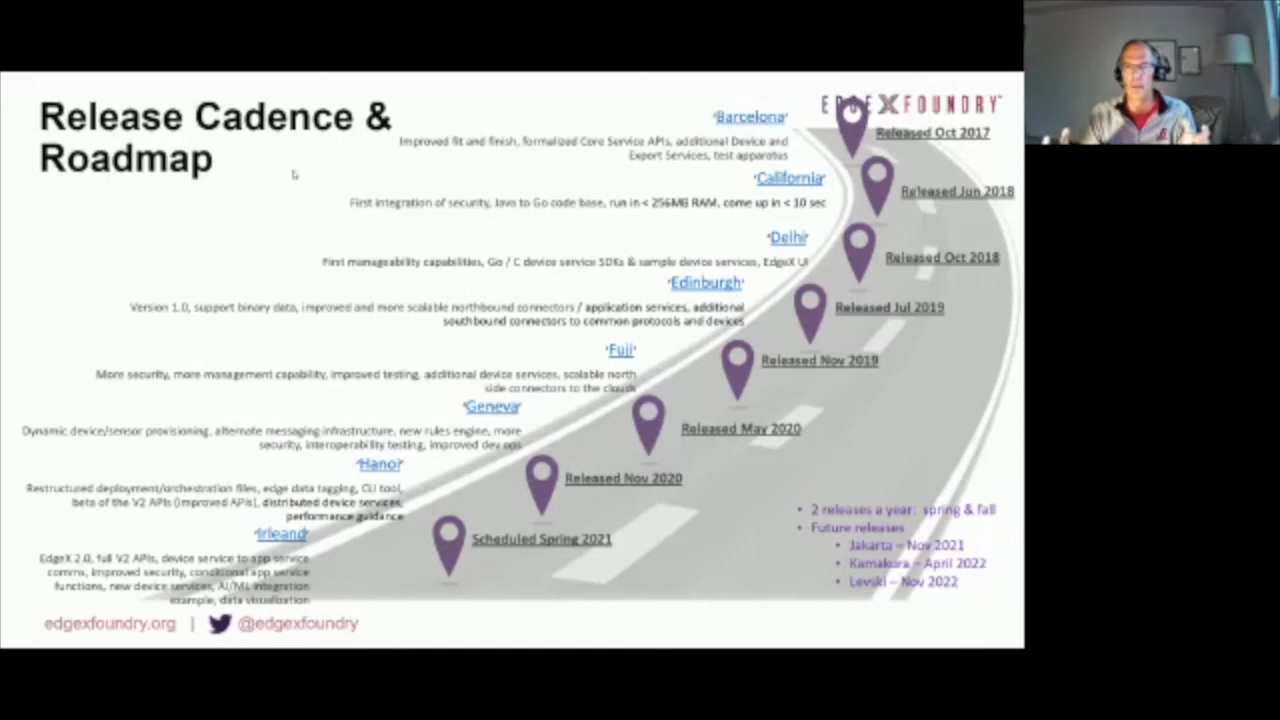 Release Cadence &
Roadmap
EDGE X FOUNDRY™
'Barcelona'
Released Oct 2017
Improved fit and finish, formalized Core Service APIs, additional Device and
Export Services, test apparatus
'California'
Released Jun 2018
First integration of security, Java to Go code base, run in < 256MB RAM, come up in < 10 sec
'Delhi'
Released Oct 2018
First manageability capabilities, Go / C device service SDKs & sample device services, EdgeX UI
'Edinburgh'
Released Jul 2019
Version 1.0, support binary data, improved and more scalable northbound connectors / application services, additional
southbound connectors to common protocols and devices
'Fuji'
Released Nov 2019
More security, more management capability, improved testing, additional device services, scalable north
side connectors to the clouds
'Geneva'
Released May 2020
Dynamic device/sensor provisioning, alternate messaging infrastructure, new rules engine, more
security, interoperability testing, improved dev ops
'Hanoi'
Released Nov 2020
Restructured deployment/orchestration files, edge data tagging, CLI tool,
beta of the V2 APIs (improved APIs), distributed device services,
performance guidance
'Irleand'
Scheduled Spring 2021
EdgeX 2.0, full V2 APIs, device service to app service
comms, improved security, conditional app service
functions, new device services, AI/ML integration
example, data visualization
• 2 releases a year: spring & fall
• Future releases
• Jakarta – Nov 2021
• Kamakura – April 2022
• Levski – Nov 2022
edgexfoundry.org | @edgexfoundry